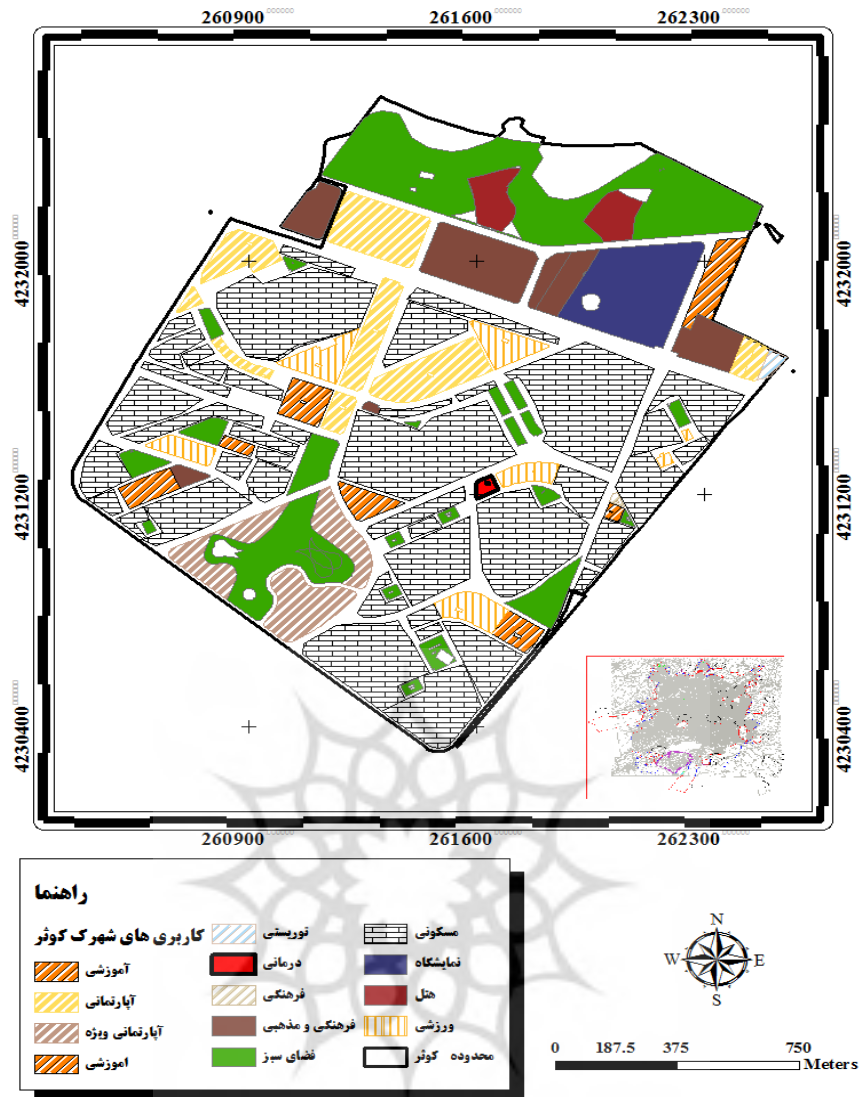 260900 261600 262300
4232000 4232000
4231200 4231200
4230400 4230400
260900 261600 262300
راهنما
کاربری های شهرک کوثر
آموزشی
آپارتمانی
آپارتمانی ویژه
اموزشی
توریستی
درمانی
فرهنگی
فرهنگی و مذهبی
فضای سبز
مسکونی
نمایشگاه
هتل
ورزشی
محدوده کوثر
N
W E
S
0 187.5 375 750
Meters